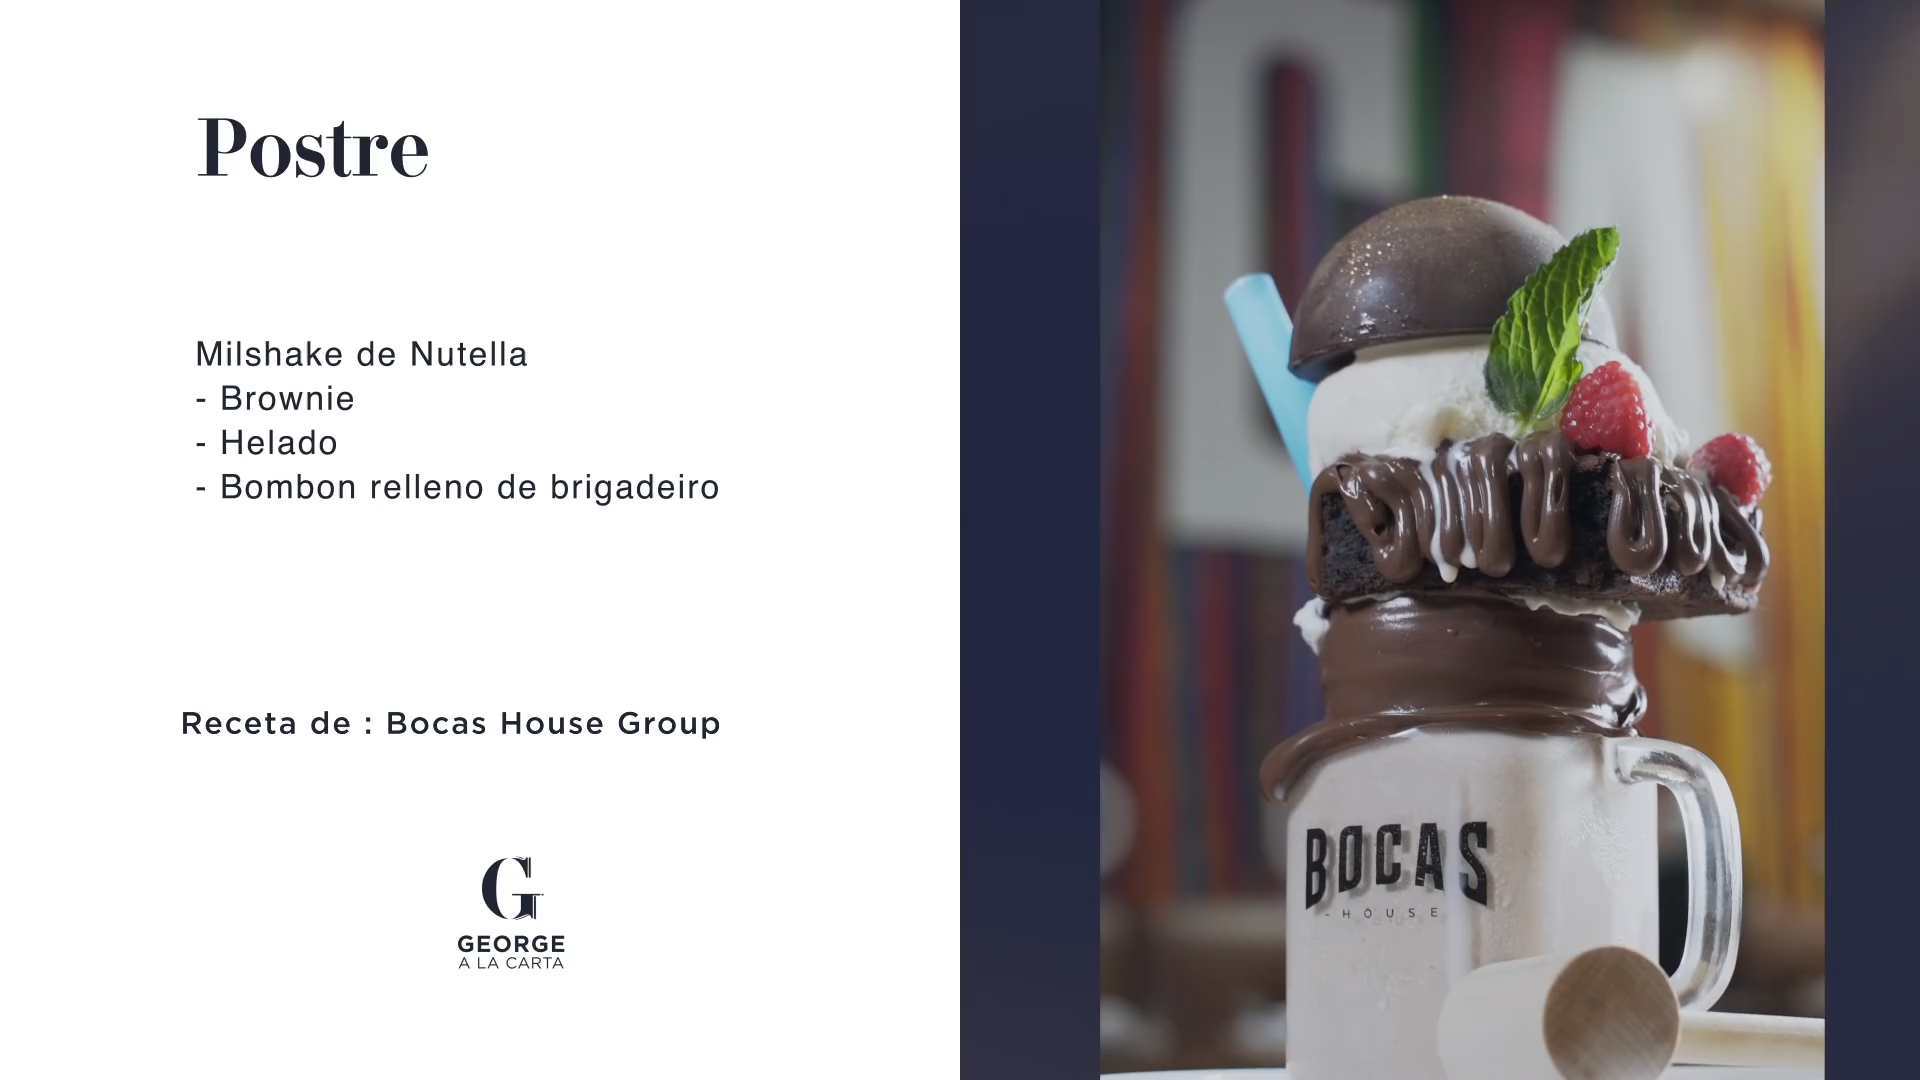 Postre
Milshake de Nutella
- Brownie
- Helado
- Bombon relleno de brigadeiro
Receta de : Bocas House Group
G
GEORGE
A LA CARTA
BOCAS
- HOUSE